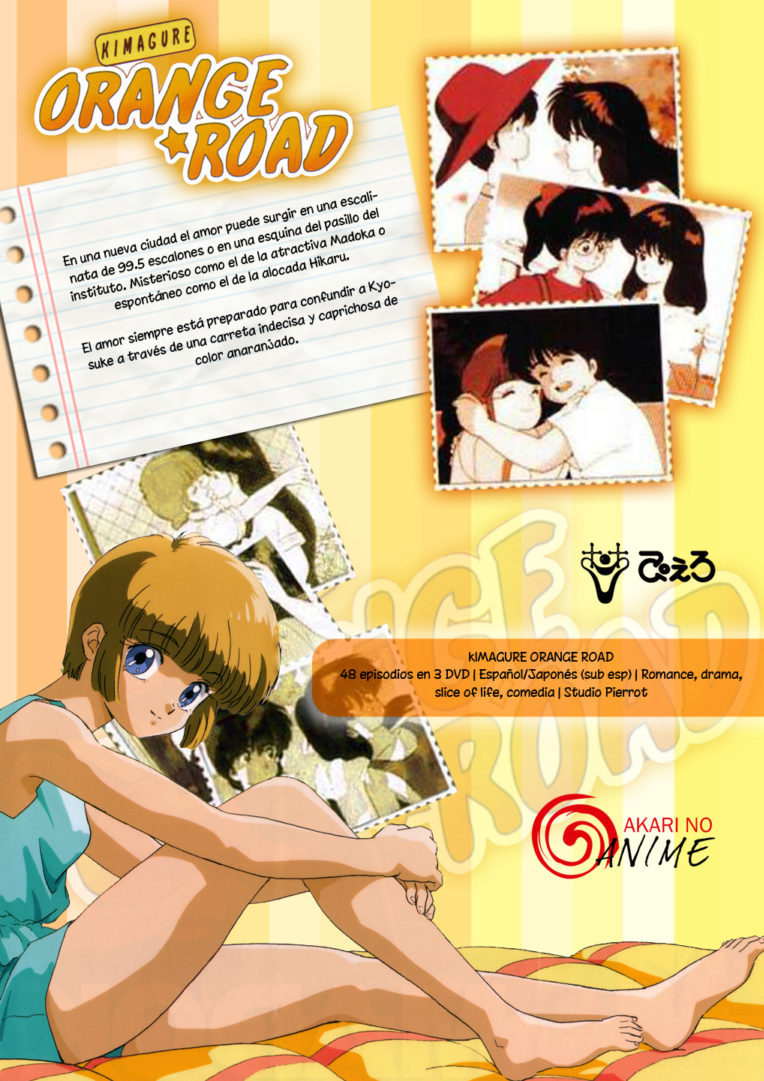 KIMAGURE
ORANGE
ROAD
En una nueva ciudad el amor puede surgir en una escali-
nata de 99.5 escalones o en una esquina del pasillo del
instituto. Misterioso como el de la atractiva Madoka o
espontáneo como el de la alocada Hikaru.
El amor siempre está preparado para confundir a Kyo-
suke a través de una carreta indecisa y caprichosa de
color anaranjado.
ぴえろ
KIMAGURE ORANGE ROAD
48 episodios en 3 DVD | Español/Japonés (sub esp) | Romance, drama,
slice of life, comedia | Studio Pierrot
AKARI NO
ANIME